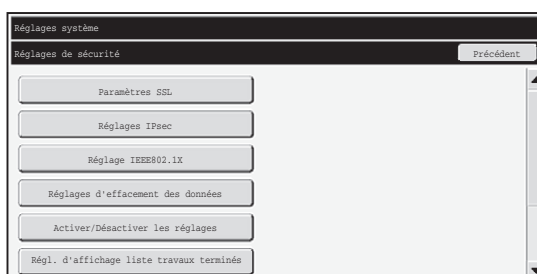 Réglages système
Réglages de sécurité
Précédent
Paramètres SSL
Réglages IPsec
Réglage IEEE802.1X
Réglages d'effacement des données
Activer/Désactiver les réglages
Régl. d'affichage liste travaux terminés